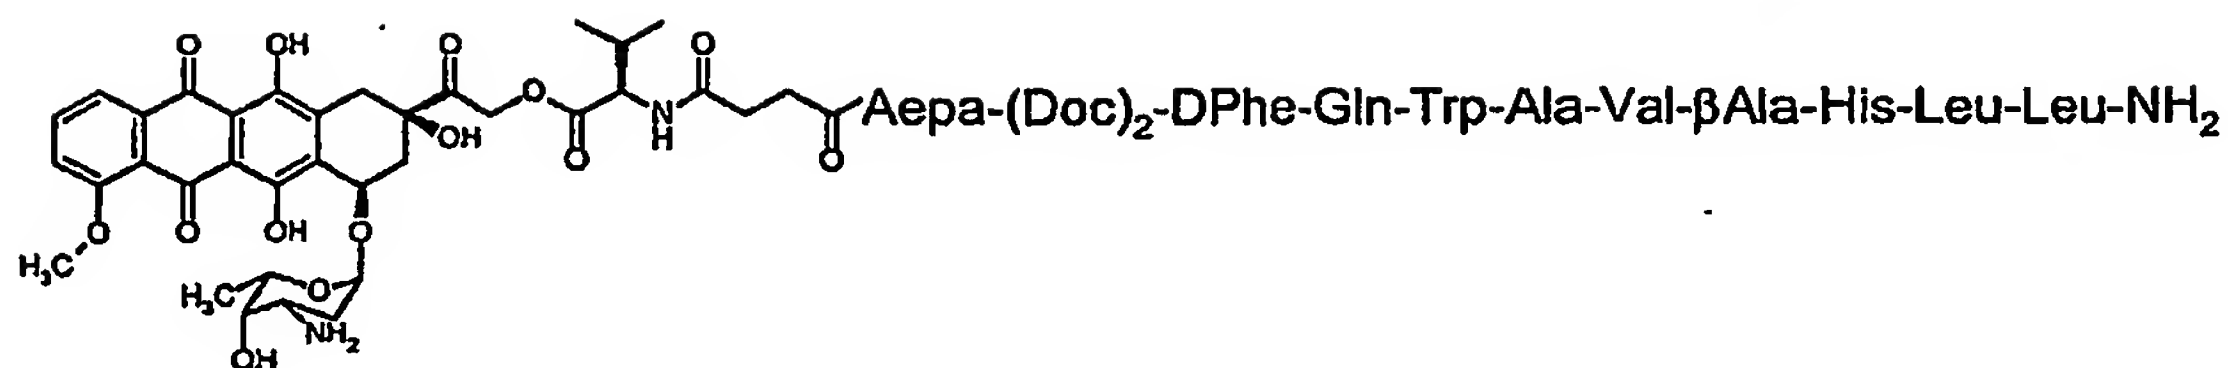 O OH O
O
O
Aepa-(Doc)₂-DPhe-Gln-Trp-Ala-Val-βAla-His-Leu-Leu-NH₂
OH
N
H
O O
O
O OH O
H₃C
H₃C O
NH₂
OH